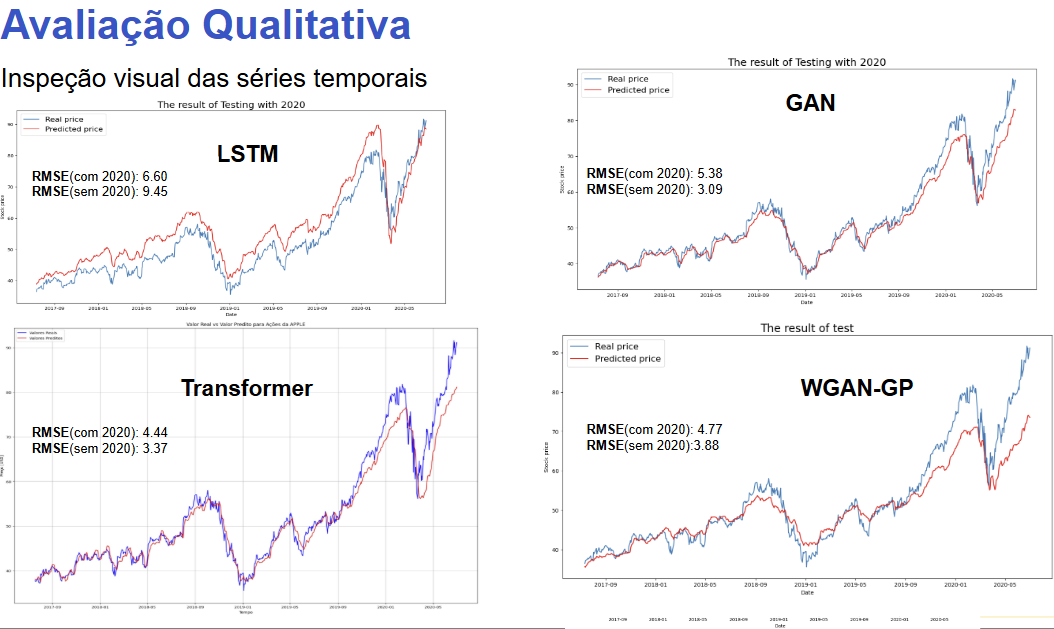 Avaliação Qualitativa
Inspeção visual das séries temporais
The result of Testing with 2020
Real price
Predicted price
LSTM
RMSE(com 2020): 6.60
RMSE(sem 2020): 9.45
Stock price
90
80
70
60
50
40
2017-09 2018-01 2018-05 2018-09 2019-01 2019-05 2019-09 2020-01 2020-05
Date
The result of Testing with 2020
Real price
Predicted price
GAN
RMSE(com 2020): 5.38
RMSE(sem 2020): 3.09
Stock price
90
80
70
60
50
40
2017-09 2018-01 2018-05 2018-09 2019-01 2019-05 2019-09 2020-01 2020-05
Date
Valor Real vs Valor Predito para Ações da APPLE
Valores Reais
Valores Preditos
Transformer
RMSE(com 2020): 4.44
RMSE(sem 2020): 3.37
90
80
70
60
50
40
2017-09 2018-01 2018-05 2018-09 2019-01 2019-05 2019-09 2020-01 2020-05
Tempo
The result of test
Real price
Predicted price
WGAN-GP
RMSE(com 2020): 4.77
RMSE(sem 2020):3.88
Stock price
90
80
70
60
50
40
2017-09 2018-01 2018-05 2018-09 2019-01 2019-05 2019-09 2020-01 2020-05
Date
2017-09 2018-01 2018-05 2018-09 2019-01 2019-05 2019-09 2020-01 2020-05
Date